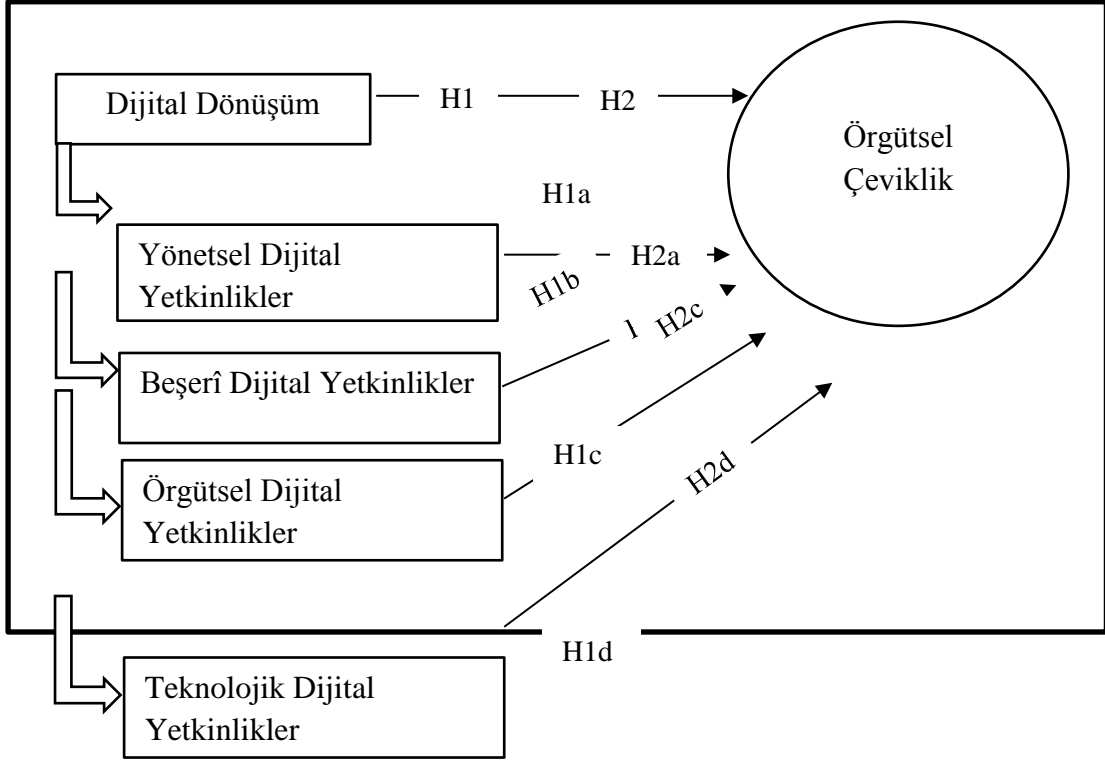 Dijital Dönüşüm
H1
H2
Örgütsel
Çeviklik
H1a
Yönetsel Dijital
Yetkinlikler
H2a
H1b
H2c
Beşerî Dijital Yetkinlikler
H1c
Örgütsel Dijital
Yetkinlikler
H2d
H1d
Teknolojik Dijital
Yetkinlikler